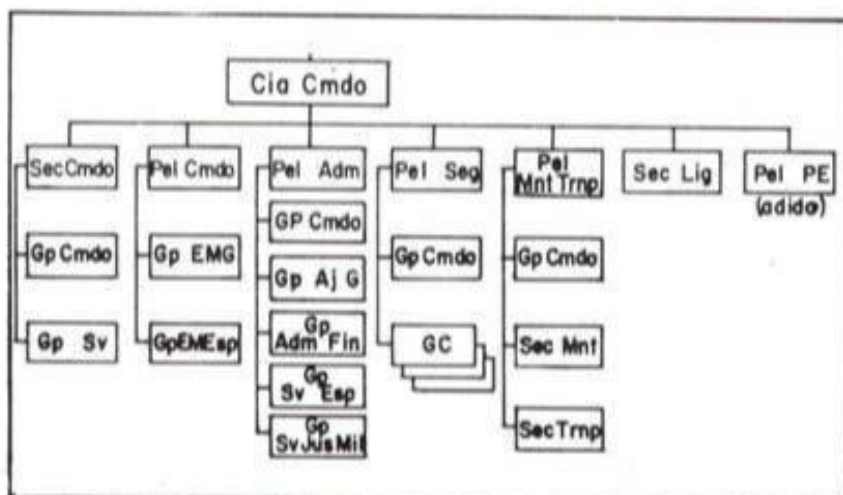 Cia Cmdo
Sec Cmdo
Pel Cmdo
Pel Adm
Pel Seg
Pel
Mnt Trnp
Sec Lig
Pel PE
(adido)
Gp Cmdo
Gp Sv
Gp EMG
Gp EMEsp
GP Cmdo
Gp Aj G
Gp
Adm Fin
Gp
Sv Esp
Gp
Sv Jus Mil
Gp Cmdo
GC
Gp Cmdo
Sec Mnt
Sec Trnp